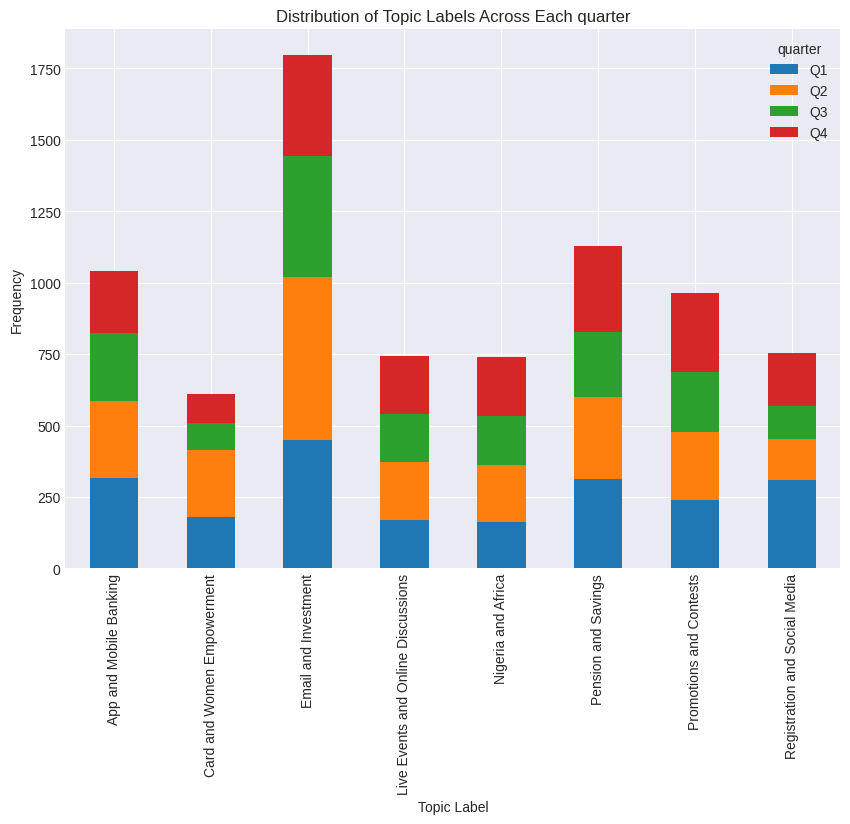 Distribution of Topic Labels Across Each quarter
quarter
Q1
Q2
Q3
Q4
1750
1500
1250
1000
750
500
250
0
Frequency
App and Mobile Banking
Card and Women Empowerment
Email and Investment
Live Events and Online Discussions
Nigeria and Africa
Pension and Savings
Promotions and Contests
Registration and Social Media
Topic Label